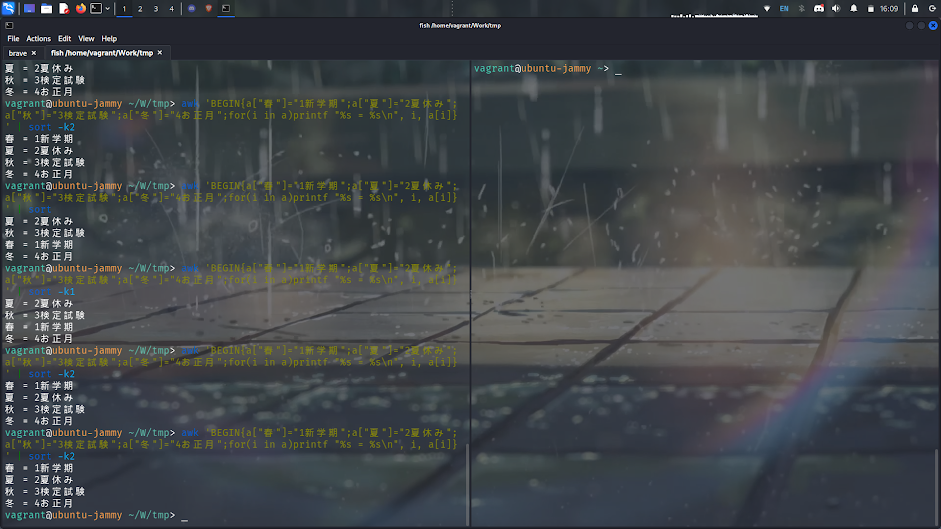 1 2 3 4
EN
16:09
fish /home/vagrant/Work/tmp
File Actions Edit View Help
brave × fish /home/vagrant/Work/tmp ×
夏 = 2夏休み
秋 = 3検定試験
冬 = 4お正月
vagrant@ubuntu-jammy ~/W/tmp> awk 'BEGIN{a["春"]="1新学期";a["夏"]="2夏休み";
a["秋"]="3検定試験";a["冬"]="4お正月";for(i in a)printf "%s = %s\n", i, a[i]}
' | sort -k2
春 = 1新学期
夏 = 2夏休み
秋 = 3検定試験
冬 = 4お正月
vagrant@ubuntu-jammy ~/W/tmp> awk 'BEGIN{a["春"]="1新学期";a["夏"]="2夏休み";
a["秋"]="3検定試験";a["冬"]="4お正月";for(i in a)printf "%s = %s\n", i, a[i]}
' | sort
夏 = 2夏休み
秋 = 3検定試験
春 = 1新学期
冬 = 4お正月
vagrant@ubuntu-jammy ~/W/tmp> awk 'BEGIN{a["春"]="1新学期";a["夏"]="2夏休み";
a["秋"]="3検定試験";a["冬"]="4お正月";for(i in a)printf "%s = %s\n", i, a[i]}
' | sort -k1
夏 = 2夏休み
秋 = 3検定試験
春 = 1新学期
冬 = 4お正月
vagrant@ubuntu-jammy ~/W/tmp> awk 'BEGIN{a["春"]="1新学期";a["夏"]="2夏休み";
a["秋"]="3検定試験";a["冬"]="4お正月";for(i in a)printf "%s = %s\n", i, a[i]}
' | sort -k2
春 = 1新学期
夏 = 2夏休み
秋 = 3検定試験
冬 = 4お正月
vagrant@ubuntu-jammy ~/W/tmp> awk 'BEGIN{a["春"]="1新学期";a["夏"]="2夏休み";
a["秋"]="3検定試験";a["冬"]="4お正月";for(i in a)printf "%s = %s\n", i, a[i]}
' | sort -k2
春 = 1新学期
夏 = 2夏休み
秋 = 3検定試験
冬 = 4お正月
vagrant@ubuntu-jammy ~/W/tmp> _
vagrant@ubuntu-jammy ~> _